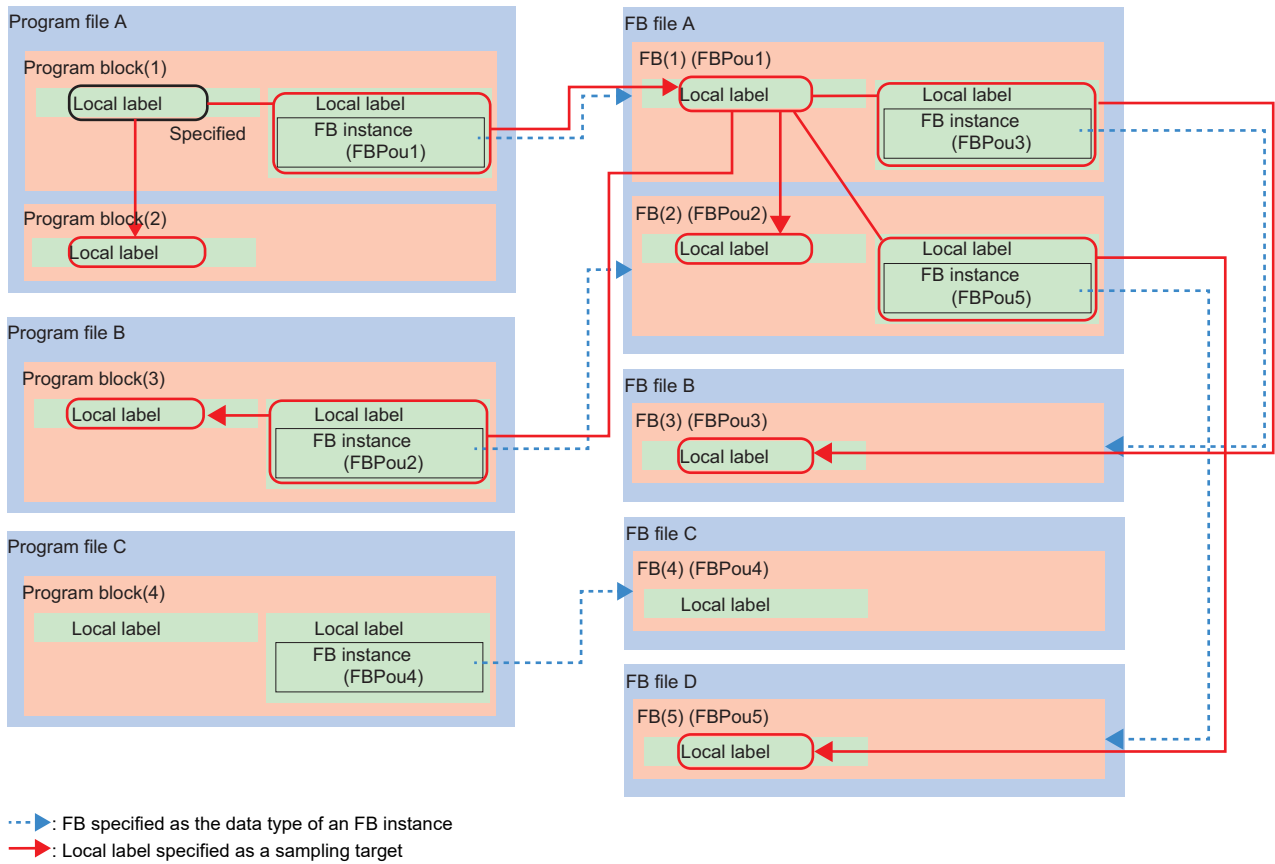 Program file A
Program block(1)
Local label
Specified
Local label
FB instance
(FBPou1)
Program block(2)
Local label
Program file B
Program block(3)
Local label
Local label
FB instance
(FBPou2)
Program file C
Program block(4)
Local label
Local label
FB instance
(FBPou4)
FB file A
FB(1) (FBPou1)
Local label
Local label
FB instance
(FBPou3)
FB(2) (FBPou2)
Local label
Local label
FB instance
(FBPou5)
FB file B
FB(3) (FBPou3)
Local label
FB file C
FB(4) (FBPou4)
Local label
FB file D
FB(5) (FBPou5)
Local label
: FB specified as the data type of an FB instance
: Local label specified as a sampling target